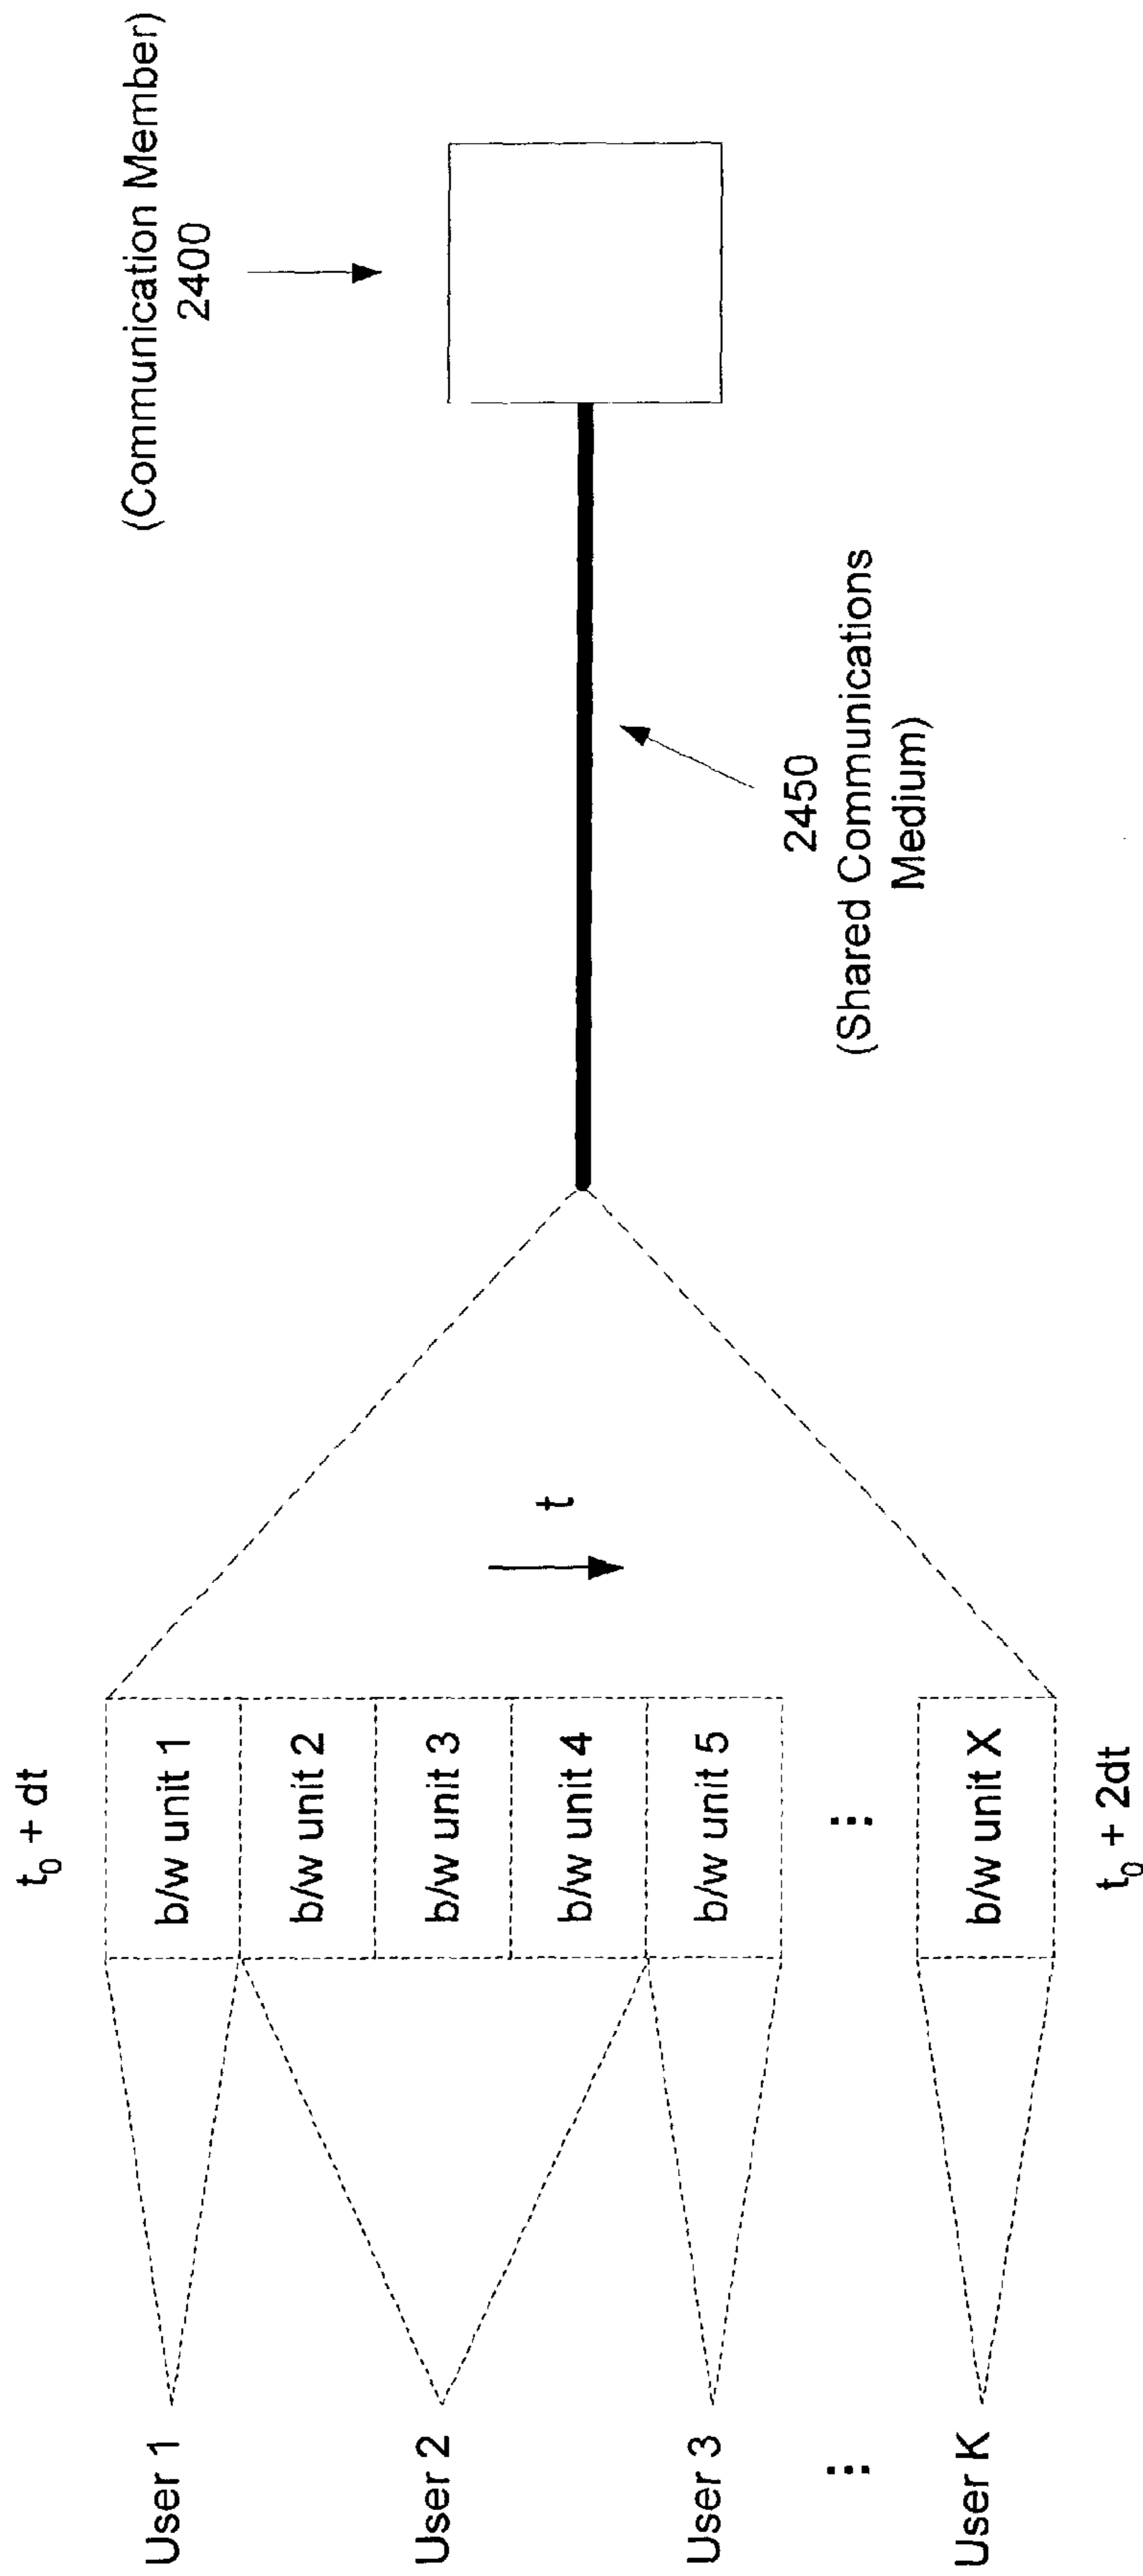 (Communication Member)
2400
2450
(Shared Communications
Medium)
t
t0 + dt
b/w unit 1
b/w unit 2
b/w unit 3
b/w unit 4
b/w unit 5
...
b/w unit X
t0 + 2dt
User 1
User 2
User 3
...
User K